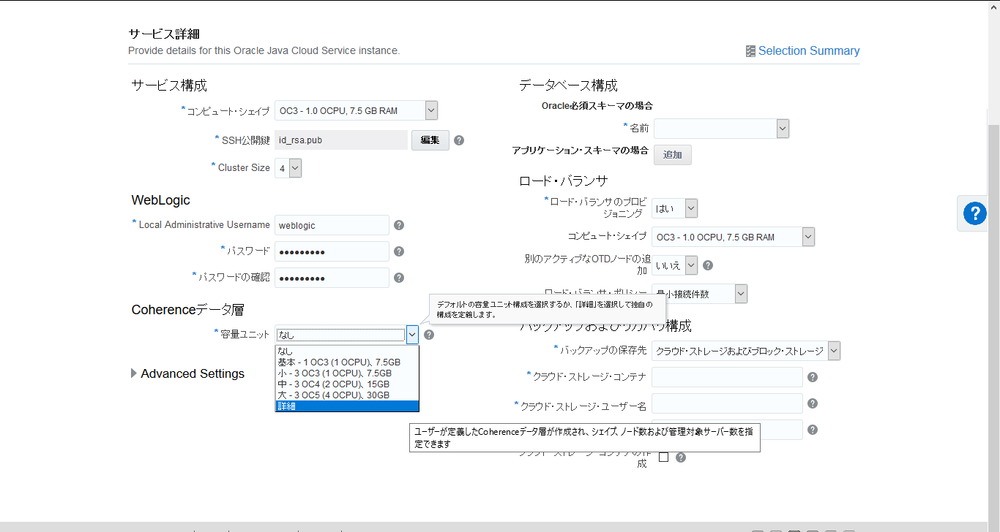 サービス詳細
Provide details for this Oracle Java Cloud Service instance.
Selection Summary
サービス構成
*コンピュート・シェイプ OC3 - 1.0 OCPU, 7.5 GB RAM
*SSH公開鍵 id_rsa.pub 編集 ?
*Cluster Size 4
WebLogic
*Local Administrative Username weblogic ?
*パスワード ●●●●●●●●● ?
*パスワードの確認 ●●●●●●●●● ?
Coherenceデータ層
デフォルトの容量ユニット構成を選択するか、「詳細」を選択して独自の
構成を定義します。
*容量ユニット なし ?
なし
基本 - 1 OC3 (1 OCPU)、7.5GB
小 - 3 OC3 (1 OCPU)、7.5GB
中 - 3 OC4 (2 OCPU)、15GB
大 - 3 OC5 (4 OCPU)、30GB
詳細
ユーザーが定義したCoherenceデータ層が作成され、シェイプ、ノード数および管理対象サーバー数を指
定できます
Advanced Settings
データベース構成
Oracle必須スキーマの場合
*名前
アプリケーション・スキーマの場合 追加
ロード・バランサ
*ロード・バランサのプロビ
ジョニング はい
コンピュート・シェイプ OC3 - 1.0 OCPU, 7.5 GB RAM
別のアクティブなOTDノードの追
加 いいえ ?
ロード・バランサ・ポリシー 最小接続件数
バックアップおよびリカバリ構成
*バックアップの保存先 クラウド・ストレージおよびブロック・ストレージ
*クラウド・ストレージ・コンテナ ?
*クラウド・ストレージ・ユーザー名 ?
?
クラウド・ストレージ・コンテナの作
成 ?
?